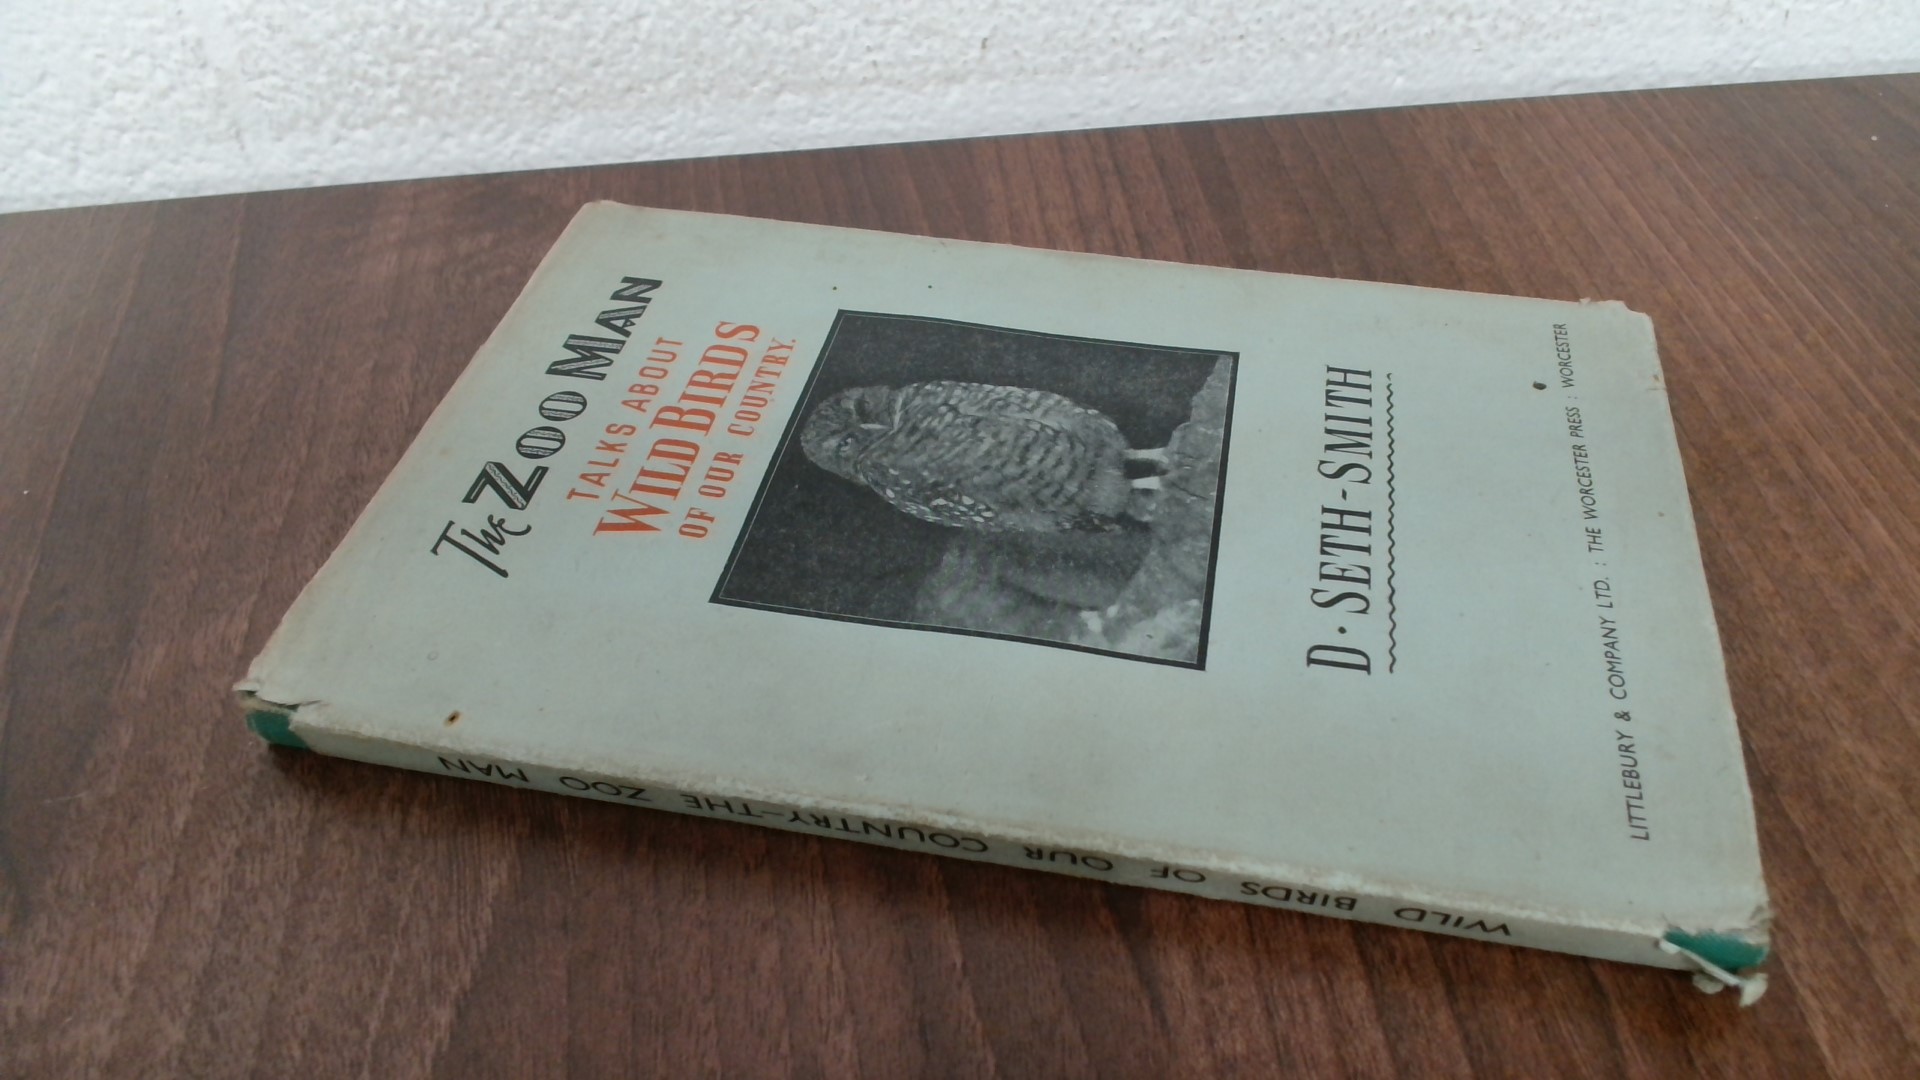 The ZOO MAN
TALKS ABOUT
WILD BIRDS
OF OUR COUNTRY.
D. SETH-SMITH
LITTLEBURY & COMPANY LTD. : THE WORCESTER PRESS : WORCESTER
WILD BIRDS OF OUR COUNTRY-THE ZOO MAN